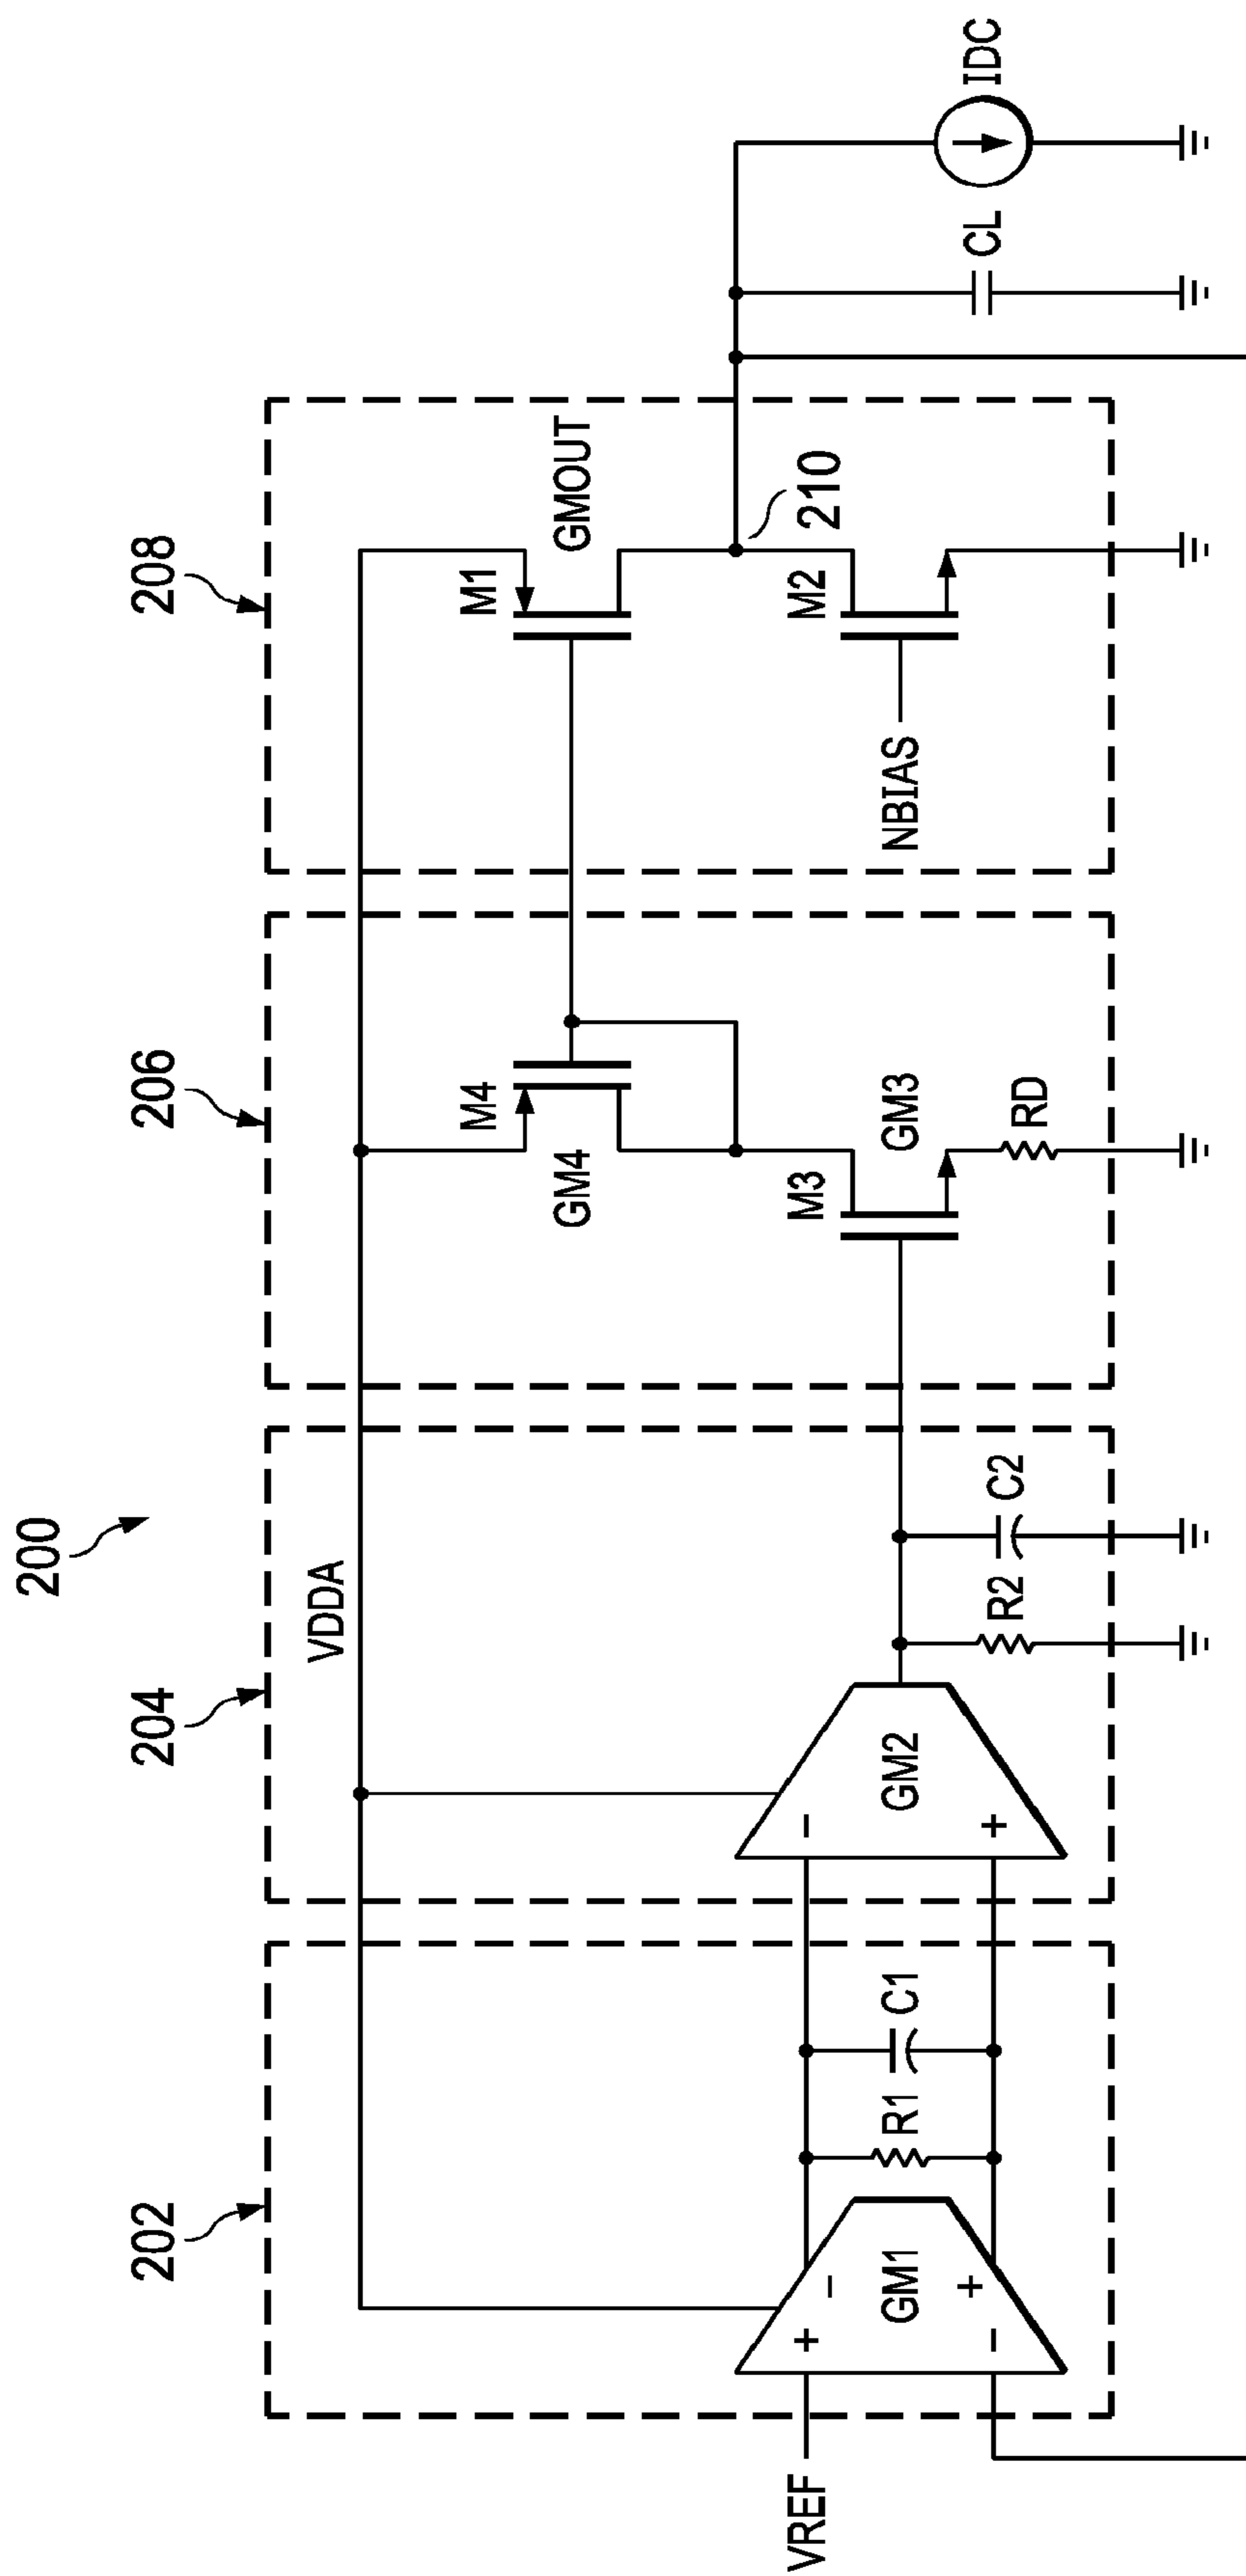 200
202
204
206
208
VDDA
VREF
GM1
+
-
-
+
R1
C1
GM2
-
+
R2
C2
M4
GM4
M3
GM3
RD
M1
GMOUT
210
M2
NBIAS
CL
IDC